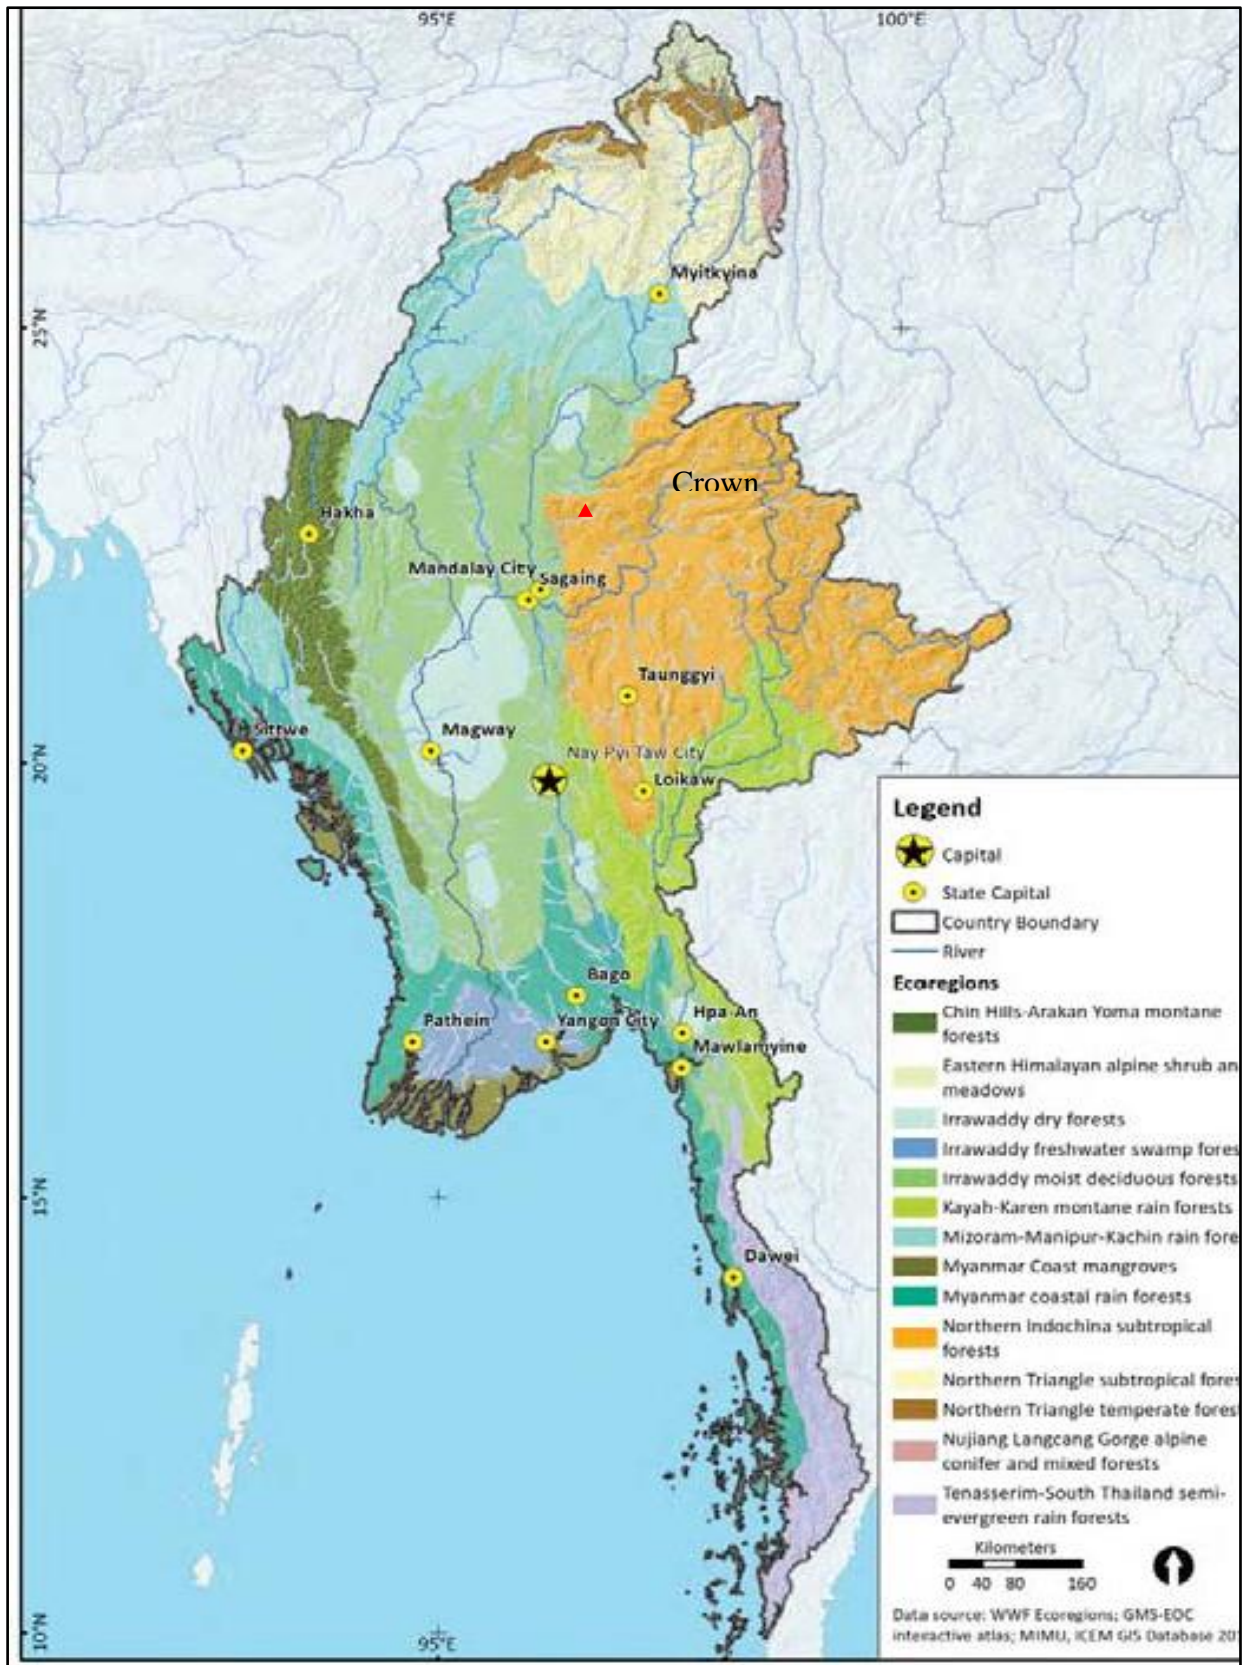 95°E 100°E
Myitkyina
25°N
Crown
Hakha
Mandalay City
Sagaing
Taunggyi
Sittwe
Magway
Nay Pyi Taw City
20°N
Loikaw
Legend
Capital
State Capital
Country Boundary
River
Ecoregions
Bago
Pathein
Yangon City
Hpa-An
Mawlamyine
Chin Hills-Arakan Yoma montane
forests
Eastern Himalayan alpine shrub an
meadows
Irrawaddy dry forests
Irrawaddy freshwater swamp fores
Irrawaddy moist deciduous forests
15°N
Kayah-Karen montane rain forests
Mizoram-Manipur-Kachin rain fore
Dawei
Myanmar Coast mangroves
Myanmar coastal rain forests
Northern Indochina subtropical
forests
Northern Triangle subtropical fores
Northern Triangle temperate forest
Nujiang Langcang Gorge alpine
conifer and mixed forests
Tenasserim-South Thailand semi-
evergreen rain forests
Kilometers
0 40 80 160
Data source: WWF Ecoregions; GMS-EOC
interactive atlas; MIMU, ICEM GIS Database 20
10°N
95°E